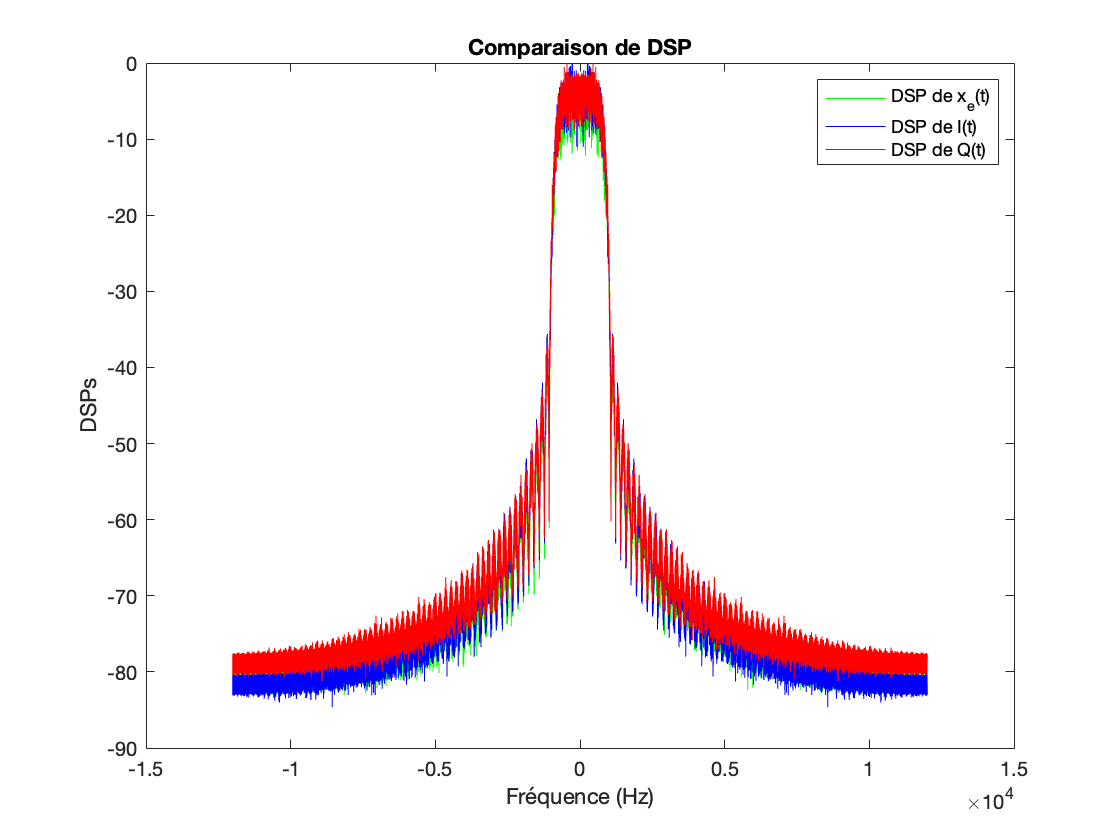 Comparaison de DSP
DSP de x_e(t)
DSP de I(t)
DSP de Q(t)
DSPs
0
-10
-20
-30
-40
-50
-60
-70
-80
-90
-1.5 -1 -0.5 0 0.5 1 1.5
Fréquence (Hz)
×10^4